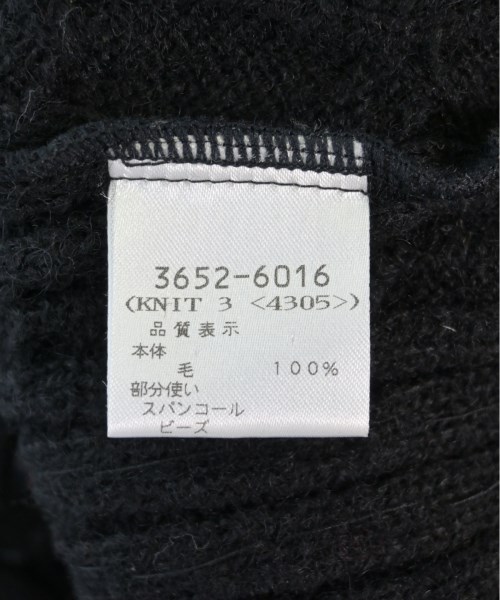 3652-6016
(KNIT 3 <4305>)
品質表示
本体
毛 100%
部分使い
スパンコール
ビーズ